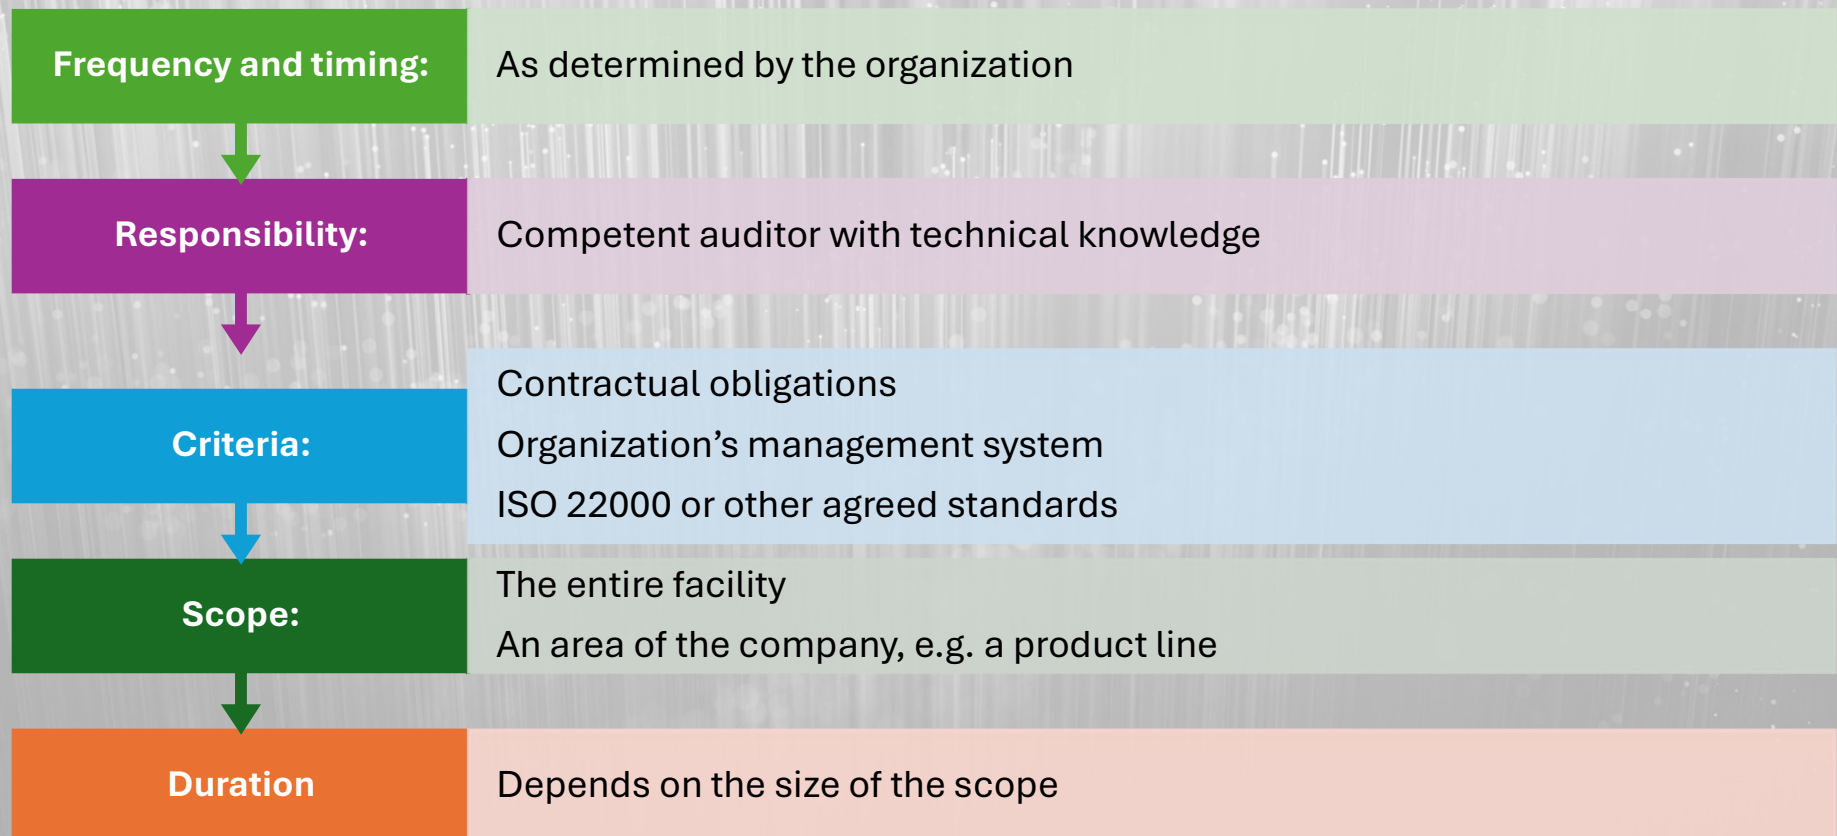 Frequency and timing:
As determined by the organization
Responsibility:
Competent auditor with technical knowledge
Criteria:
Contractual obligations
Organization’s management system
ISO 22000 or other agreed standards
Scope:
The entire facility
An area of the company, e.g. a product line
Duration
Depends on the size of the scope